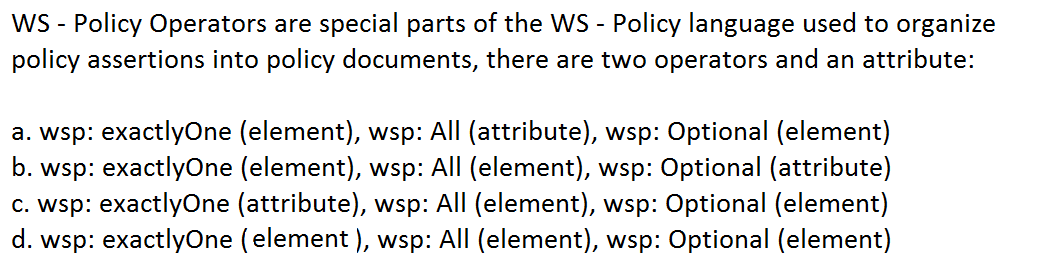 WS - Policy Operators are special parts of the WS - Policy language used to organize
policy assertions into policy documents, there are two operators and an attribute:
a. wsp: exactlyOne (element), wsp: All (attribute), wsp: Optional (element)
b. wsp: exactlyOne (element), wsp: All (element), wsp: Optional (attribute)
c. wsp: exactlyOne (attribute), wsp: All (element), wsp: Optional (element)
d. wsp: exactlyOne (element ), wsp: All (element), wsp: Optional (element)